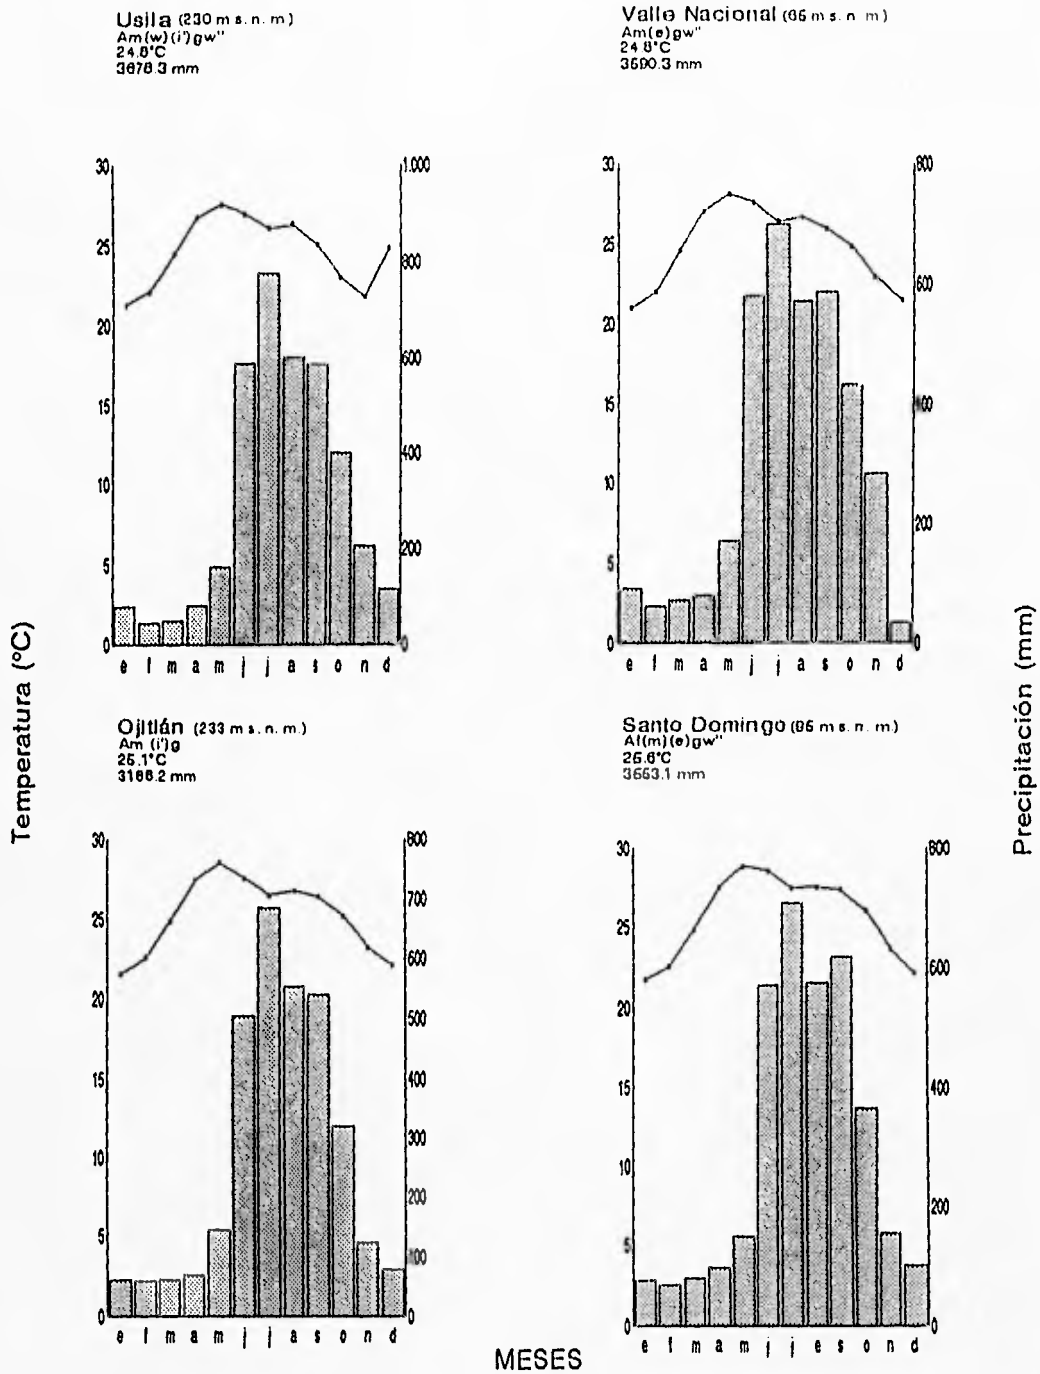 Usila (230 m s.n. m.)
Am(w)(i')gw"
24.8°C
3678.3 mm
Valle Nacional (65 m s. n. m.)
Am(e)gw"
24.8°C
3590.3 mm
30
25
20
15
10
5
0
1.000
800
600
400
200
0
e f m a m j j a s o n d
30
25
20
15
10
5
0
800
600
400
200
0
e f m a m j j a s o n d
Temperatura (°C)
Precipitación (mm)
Ojitlán (233 m s. n. m.)
Am (i')g
25.1°C
3166.2 mm
Santo Domingo (65 m s. n. m.)
Af(m)(e)gw"
25.6°C
3553.1 mm
30
25
20
15
10
5
0
800
700
600
500
400
300
200
100
0
e f m a m j j a s o n d
30
25
20
15
10
5
0
800
600
400
200
0
e f m a m j j e s o n d
MESES